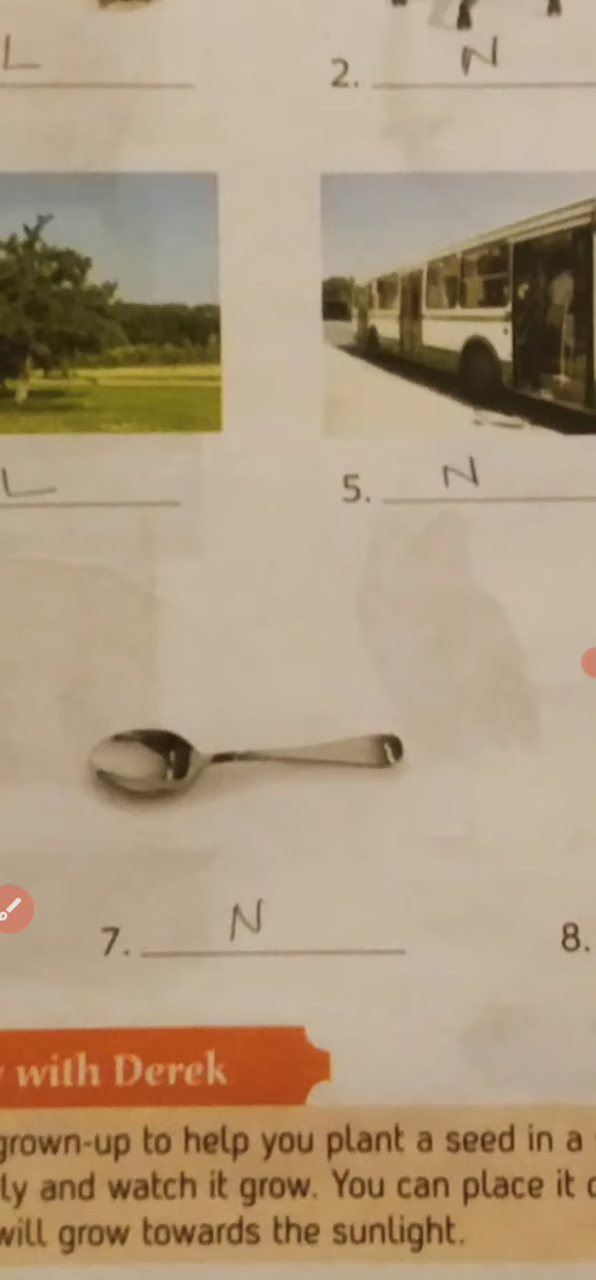 L
2. N
L
5. N
7. N
8.
with Derek
grown-up to help you plant a seed in a
ly and watch it grow. You can place it
will grow towards the sunlight.